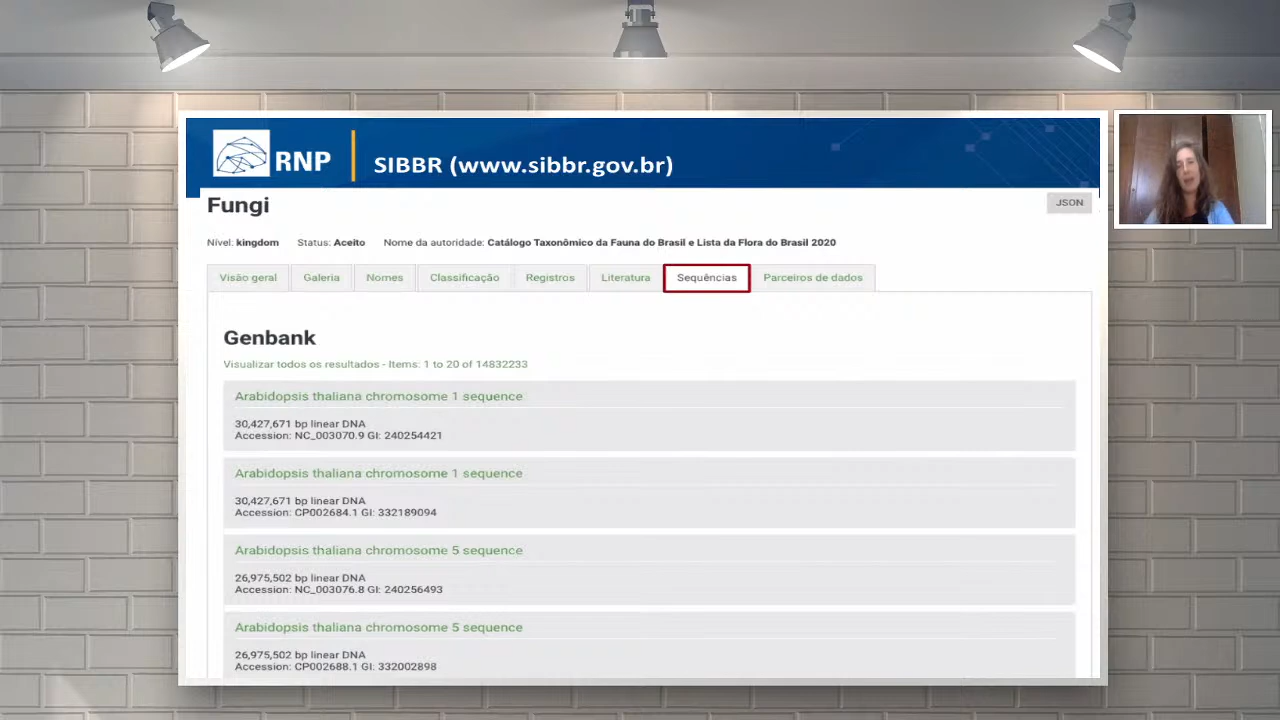 RNP
SIBBR (www.sibbr.gov.br)
Fungi
JSON
Nível: kingdom Status: Aceito Nome da autoridade: Catálogo Taxonômico da Fauna do Brasil e Lista da Flora do Brasil 2020
Visão geral Galeria Nomes Classificação Registros Literatura Sequências Parceiros de dados
Genbank
Visualizar todos os resultados - Items: 1 to 20 of 14832233
Arabidopsis thaliana chromosome 1 sequence
30,427,671 bp linear DNA
Accession: NC_003070.9 GI: 240254421
Arabidopsis thaliana chromosome 1 sequence
30,427,671 bp linear DNA
Accession: CP002684.1 GI: 332189094
Arabidopsis thaliana chromosome 5 sequence
26,975,502 bp linear DNA
Accession: NC_003076.8 GI: 240256493
Arabidopsis thaliana chromosome 5 sequence
26,975,502 bp linear DNA
Accession: CP002688.1 GI: 332002898